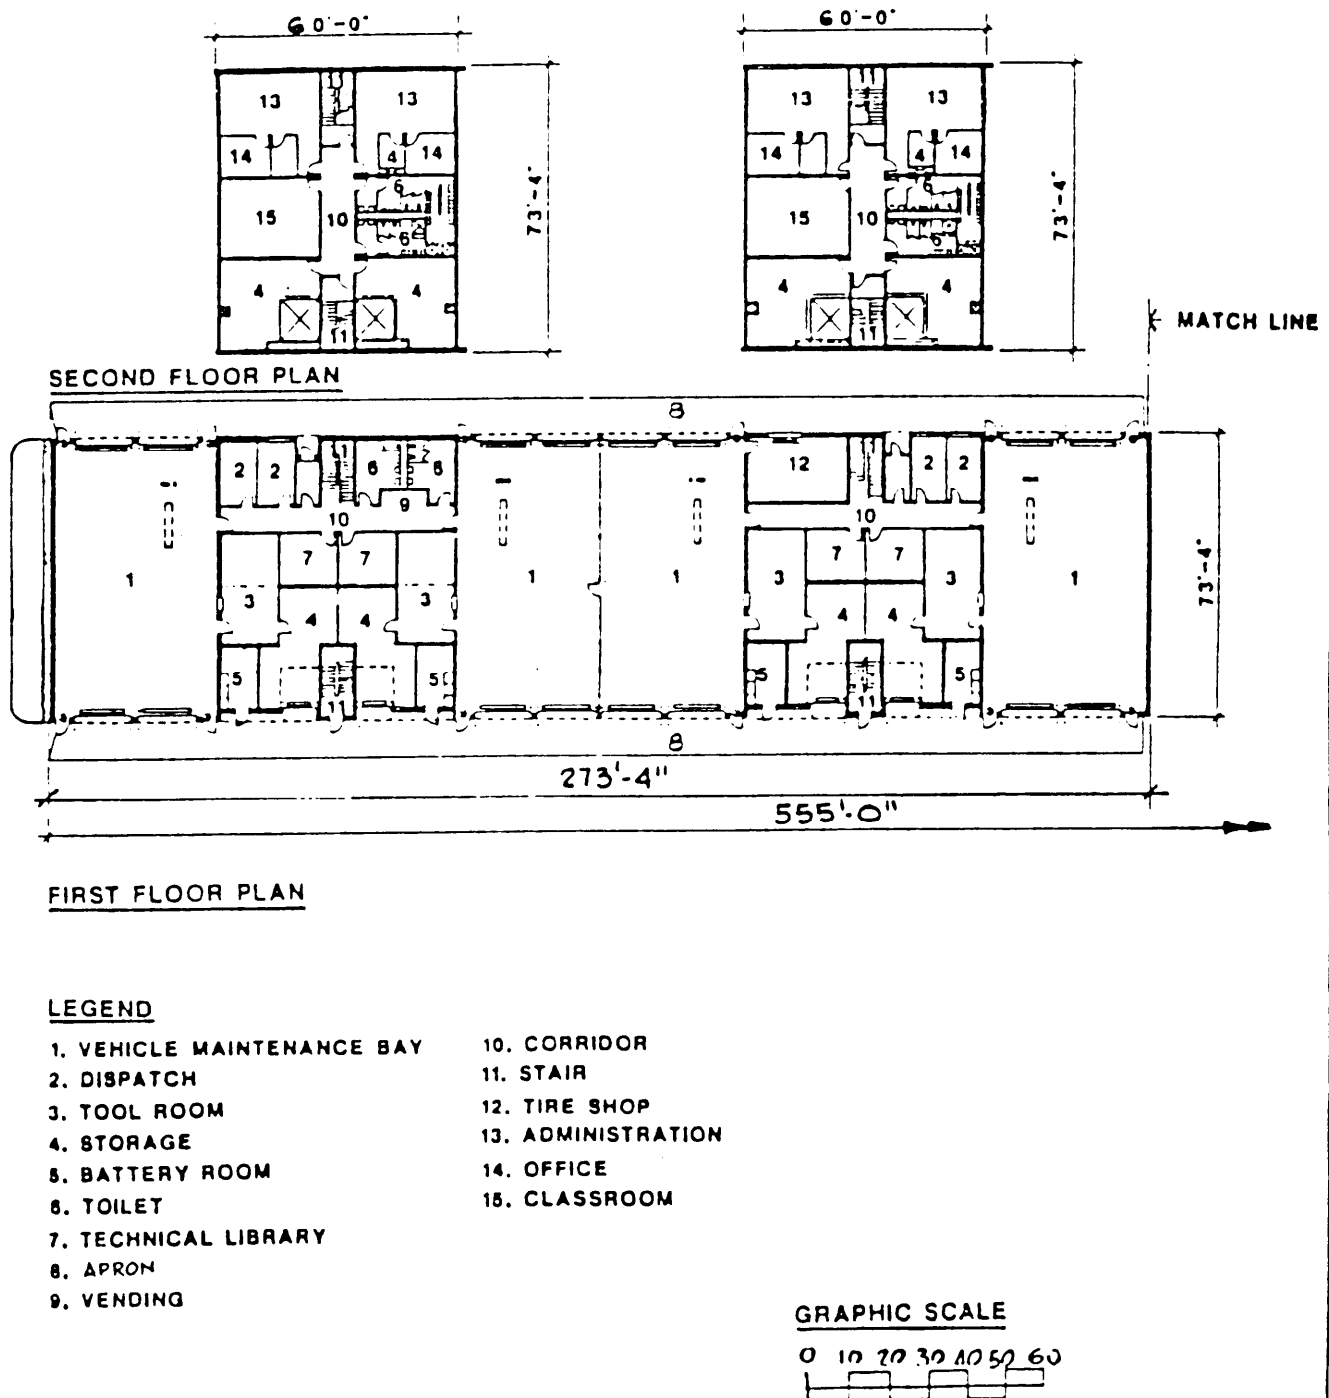 60'-0" 60'-0"
13 13 13 13
14 4 14 14 4 14
6 6
15 10 15 10
73'-4" 73'-4"
6 6
4 4 4 4
11 11
MATCH LINE
SECOND FLOOR PLAN
8
2 2 11 6 6 12 2 2
9
10 10
7 7 7 7
1 1 1 1
3 3 3 3
4 4 4 4
73'-4"
5 5 5 5
11 11
8
273'-4"
555'-0"
FIRST FLOOR PLAN
LEGEND
1. VEHICLE MAINTENANCE BAY
2. DISPATCH
3. TOOL ROOM
4. STORAGE
5. BATTERY ROOM
6. TOILET
7. TECHNICAL LIBRARY
8. APRON
9. VENDING
10. CORRIDOR
11. STAIR
12. TIRE SHOP
13. ADMINISTRATION
14. OFFICE
15. CLASSROOM
GRAPHIC SCALE
0 10 20 30 40 50 60